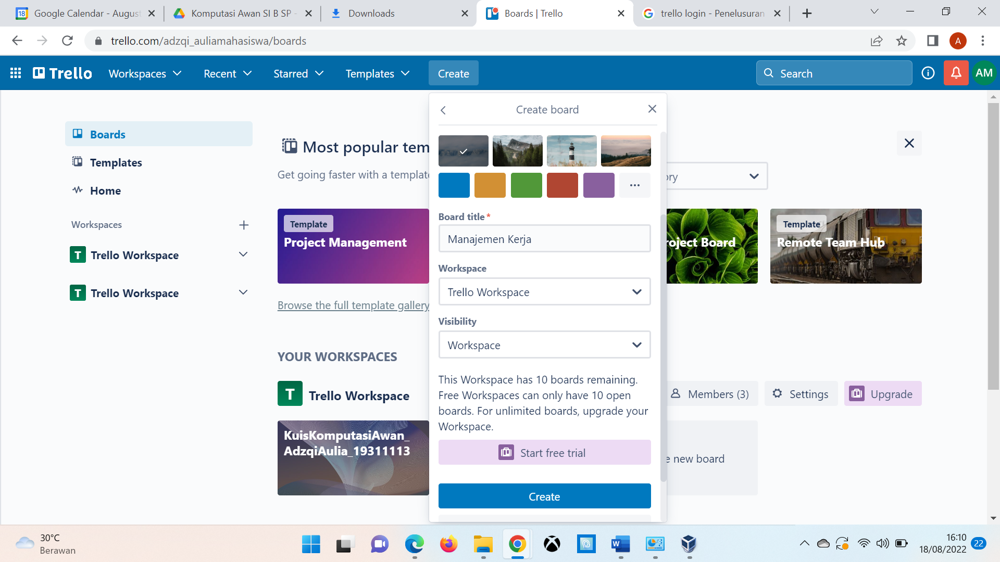 Google Calendar - August
Komputasi Awan SI B SP -
Downloads
Boards | Trello
trello login - Penelusuran
trello.com/adzqi_auliamahasiswa/boards
A
Trello
Workspaces
Recent
Starred
Templates
Create
Search
AM
Create board
Boards
Templates
Home
Workspaces
T Trello Workspace
T Trello Workspace
Most popular tem
Get going faster with a template
ory
Template
Project Management
roject Board
Template
Remote Team Hub
Browse the full template gallery
Board title *
Manajemen Kerja
Workspace
Trello Workspace
Visibility
Workspace
This Workspace has 10 boards remaining.
Free Workspaces can only have 10 open
boards. For unlimited boards, upgrade your
Workspace.
Start free trial
Create
YOUR WORKSPACES
T Trello Workspace
Members (3)
Settings
Upgrade
KuisKomputasiAwan_
AdzqiAulia_19311113
e new board
30°C
Berawan
16:10
18/08/2022
22